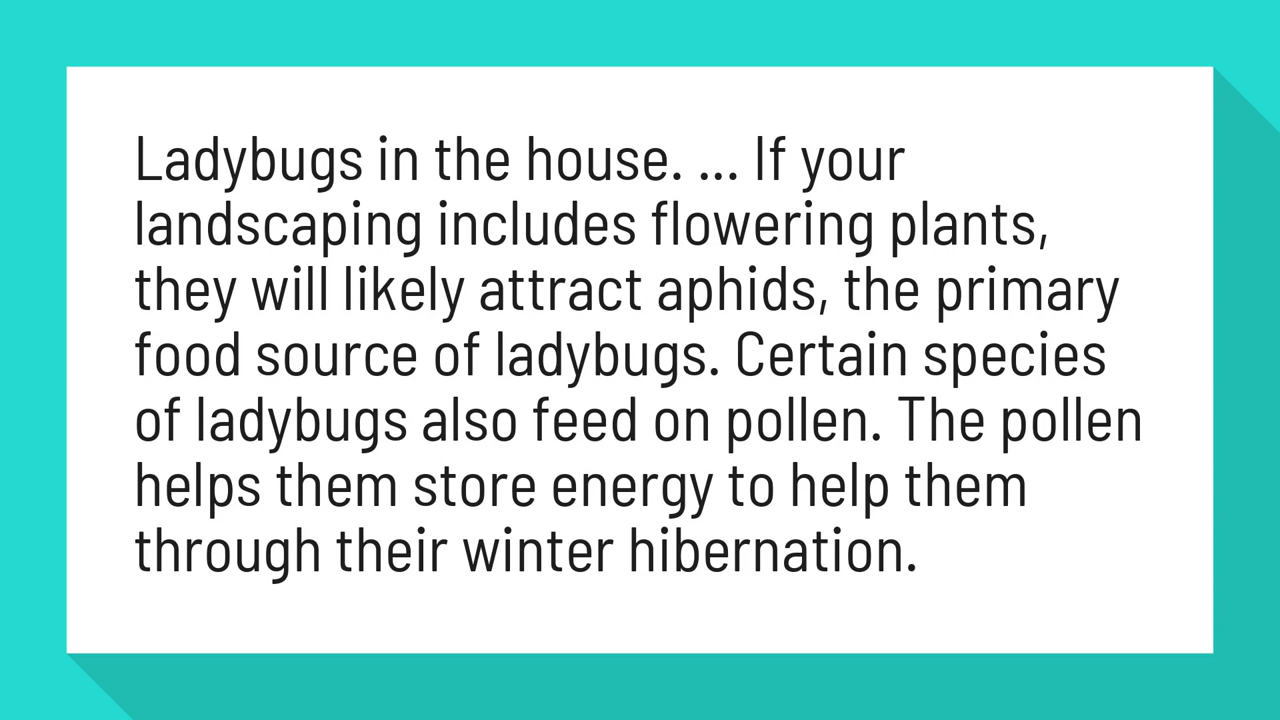 Ladybugs in the house. ... If your
landscaping includes flowering plants,
they will likely attract aphids, the primary
food source of ladybugs. Certain species
of ladybugs also feed on pollen. The pollen
helps them store energy to help them
through their winter hibernation.